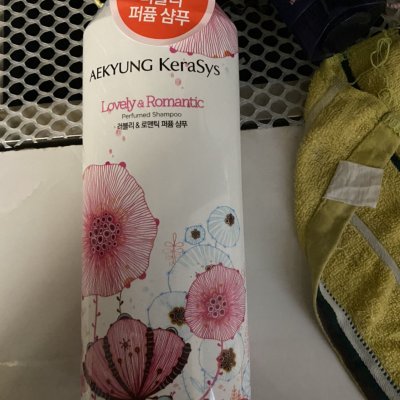 퍼퓸 샴푸
AEKYUNG KeraSys
Lovely & Romantic
Perfumed Shampoo
러블리 & 로맨틱 퍼퓸 샴푸